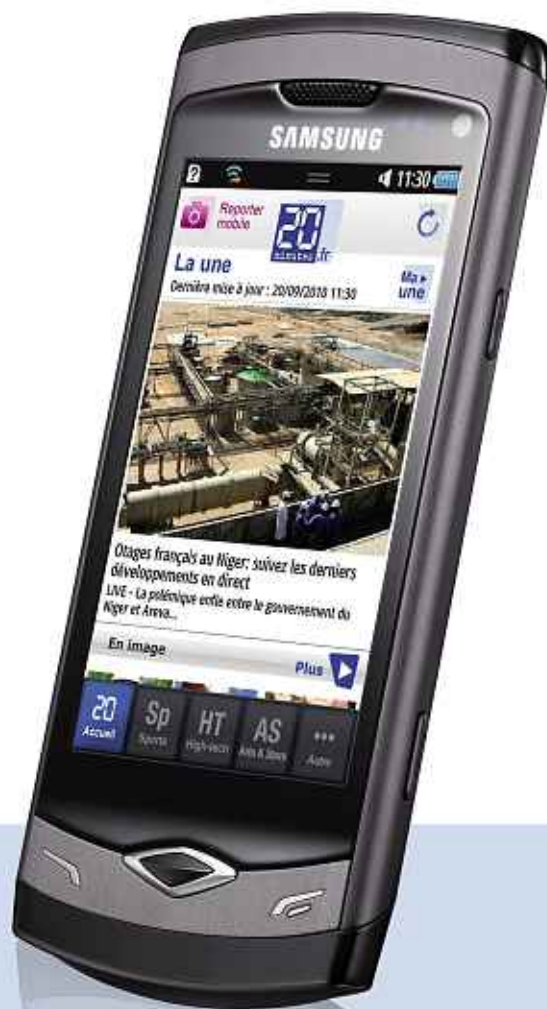 SAMSUNG
? 11:30
Reporter
mobile
20
minutes.fr
La une
Dernière mise à jour : 20/09/2010 11:30
Ma
une
Otages français au Niger: suivez les derniers
développements en direct
LIVE - La polémique enfle entre le gouvernement du
Niger et Areva...
En image
Plus
20 Sp HT AS ...
Accueil Sports High-tech Arts & Stars Autre